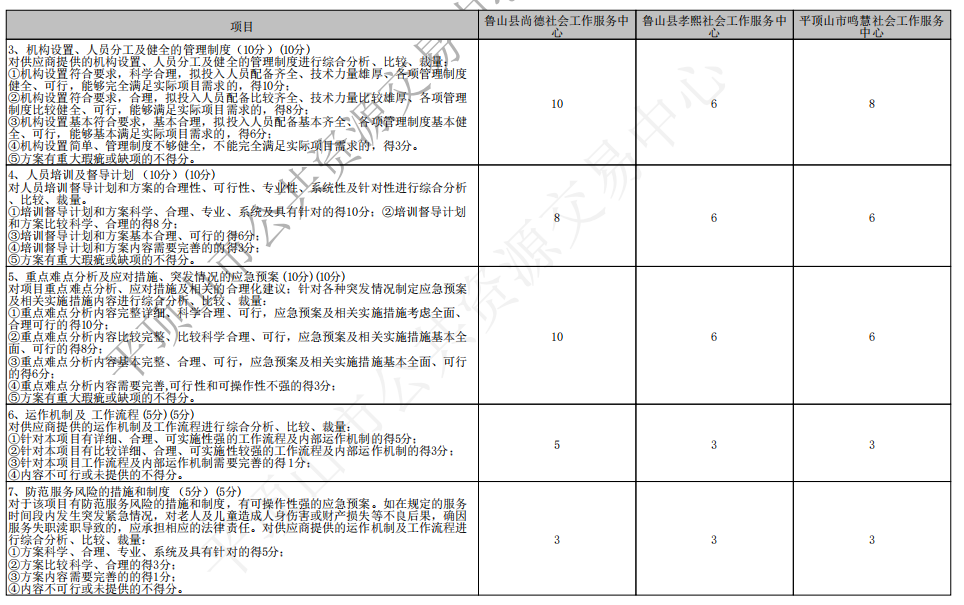 项目
鲁山县尚德社会工作服务中
心
鲁山县孝熙社会工作服务中
心
平顶山市鸣慧社会工作服务
中心
3、机构设置、人员分工及健全的管理制度（10分）(10分)
对供应商提供的机构设置、人员分工及健全的管理制度进行综合分析、比较、裁量:
①机构设置符合要求，科学合理，拟投入人员配备齐全、技术力量雄厚、各项管理制度
健全、可行，能够完全满足实际项目需求的，得10分;
②机构设置符合要求，合理，拟投入人员配备比较齐全、技术力量比较雄厚、各项管理
制度比较健全、可行，能够满足实际项目需求的，得8分;
③机构设置基本符合要求，基本合理，拟投入人员配备基本齐全、各项管理制度基本健
全、可行，能够基本满足实际项目需求的，得6分;
④机构设置简单、管理制度不够健全，不能完全满足实际项目需求的，得3分。
⑤方案有重大瑕疵或缺项的不得分。
10
6
8
4、人员培训及督导计划 （10分）(10分)
对人员培训督导计划和方案的合理性、可行性、专业性、系统性及针对性进行综合分析
、比较、裁量。
①培训督导计划和方案科学、合理、专业、系统及具有针对的得10分; ②培训督导计划
和方案比较科学、合理的得8 分;
③培训督导计划和方案基本合理、可行的得6分;
④培训督导计划和方案内容需要完善的的得3分;
⑤方案有重大瑕疵或缺项的不得分。
8
6
6
5、重点难点分析及应对措施、突发情况的应急预案(10分)(10分)
对项目重点难点分析、应对措施及相关的合理化建议; 针对各种突发情况制定应急预案
及相关实施措施内容进行综合分析、比较、裁量:
①重点难点分析内容完整详细、科学合理、可行，应急预案及相关实施措施考虑全面、
合理可行的得10分;
②重点难点分析内容比较完整、比较科学合理、可行，应急预案及相关实施措施基本全
面、可行的得8分;
③重点难点分析内容基本完整、合理、可行，应急预案及相关实施措施基本全面、可行
的得6分;
④重点难点分析内容需要完善,可行性和可操作性不强的得3分;
⑤方案有重大瑕疵或缺项的不得分。
10
6
6
6、运作机制及 工作流程(5分)(5分)
对供应商提供的运作机制及工作流程进行综合分析、比较、裁量:
①针对本项目有详细、合理、可实施性强的工作流程及内部运作机制的得5分;
②针对本项目有比较详细、合理、可实施性较强的工作流程及内部运作机制的得3分;
③针对本项目工作流程及内部运作机制需要完善的得 1分;
④内容不可行或未提供的不得分。
5
3
3
7、防范服务风险的措施和制度 （5分）(5分)
对于该项目有防范服务风险的措施和制度，有可操作性强的应急预案。如在规定的服务
时间段内发生突发紧急情况，对老人及儿童造成人身伤害或财产损失等不良后果，确因
服务失职渎职导致的，应承担相应的法律责任。对供应商提供的运作机制及工作流程进
行综合分析、比较、裁量:
①方案科学、合理、专业、系统及具有针对的得5分;
②方案比较科学、合理的得3分;
③方案内容需要完善的的得1分;
④内容不可行或未提供的不得分。
3
3
3
平顶山市公共资源交易中心
平顶山市公共资源交易中心